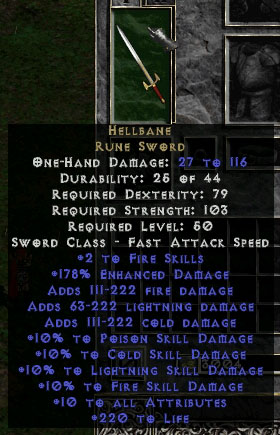 Hellbane
Rune Sword
One-Hand Damage: 27 to 116
Durability: 25 of 44
Required Dexterity: 79
Required Strength: 103
Required Level: 50
Sword Class - Fast Attack Speed
+2 to Fire Skills
+178% Enhanced Damage
Adds 111-222 fire damage
Adds 63-222 lightning damage
Adds 111-222 cold damage
+10% to Poison Skill Damage
+10% to Cold Skill Damage
+10% to Lightning Skill Damage
+10% to Fire Skill Damage
+10 to all Attributes
+220 to Life